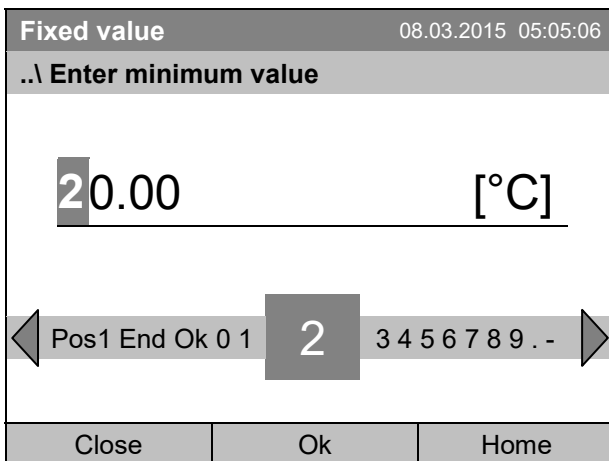 Fixed value 08.03.2015 05:05:06
..\ Enter minimum value
20.00 [°C]
Pos1 End Ok 0 1 2 3 4 5 6 7 8 9 . -
Close Ok Home